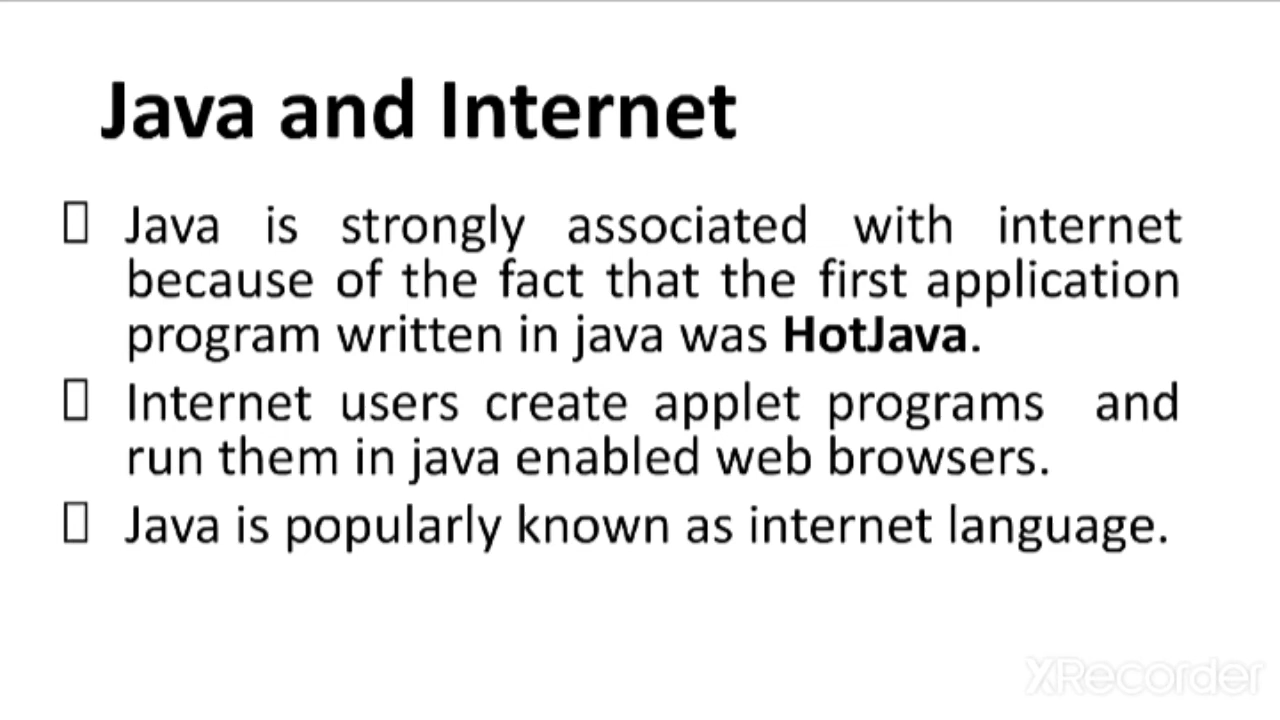 Java and Internet
Java is strongly associated with internet
because of the fact that the first application
program written in java was HotJava.
Internet users create applet programs and
run them in java enabled web browsers.
Java is popularly known as internet language.
XRecorder